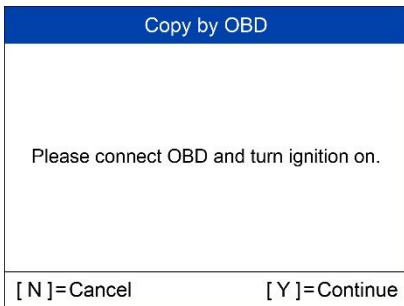 Copy by OBD
Please connect OBD and turn ignition on.
[ N ]=Cancel [ Y ]=Continue